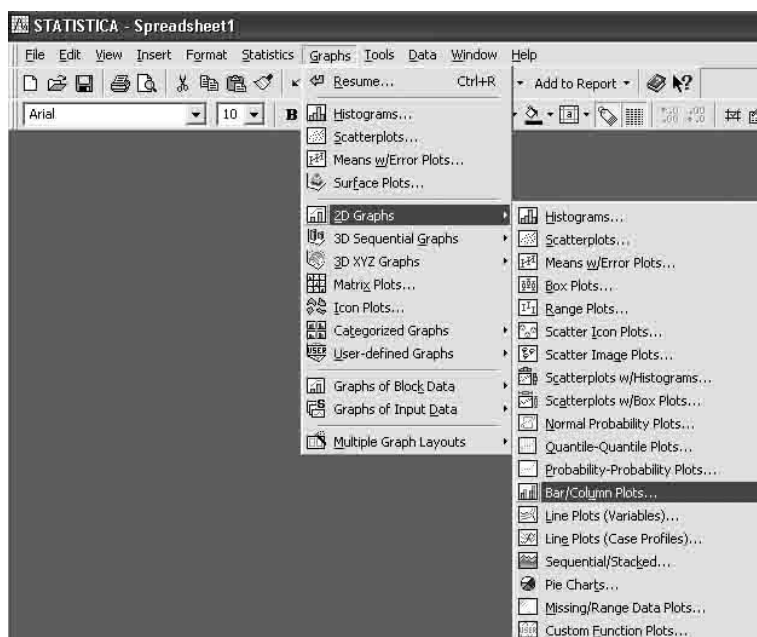 STATISTICA - Spreadsheet1
File Edit View Insert Format Statistics Graphs Tools Data Window Help
Resume... Ctrl+R
Add to Report
Arial 10 B
Histograms...
Scatterplots...
Means w/Error Plots...
Surface Plots...
2D Graphs
3D Sequential Graphs
3D XYZ Graphs
Matrix Plots...
Icon Plots...
Categorized Graphs
User-defined Graphs
Graphs of Block Data
Graphs of Input Data
Multiple Graph Layouts
Histograms...
Scatterplots...
Means w/Error Plots...
Box Plots...
Range Plots...
Scatter Icon Plots...
Scatter Image Plots...
Scatterplots w/Histograms...
Scatterplots w/Box Plots...
Normal Probability Plots...
Quantile-Quantile Plots...
Probability-Probability Plots...
Bar/Column Plots...
Line Plots (Variables)...
Line Plots (Case Profiles)...
Sequential/Stacked...
Pie Charts...
Missing/Range Data Plots...
Custom Function Plots...